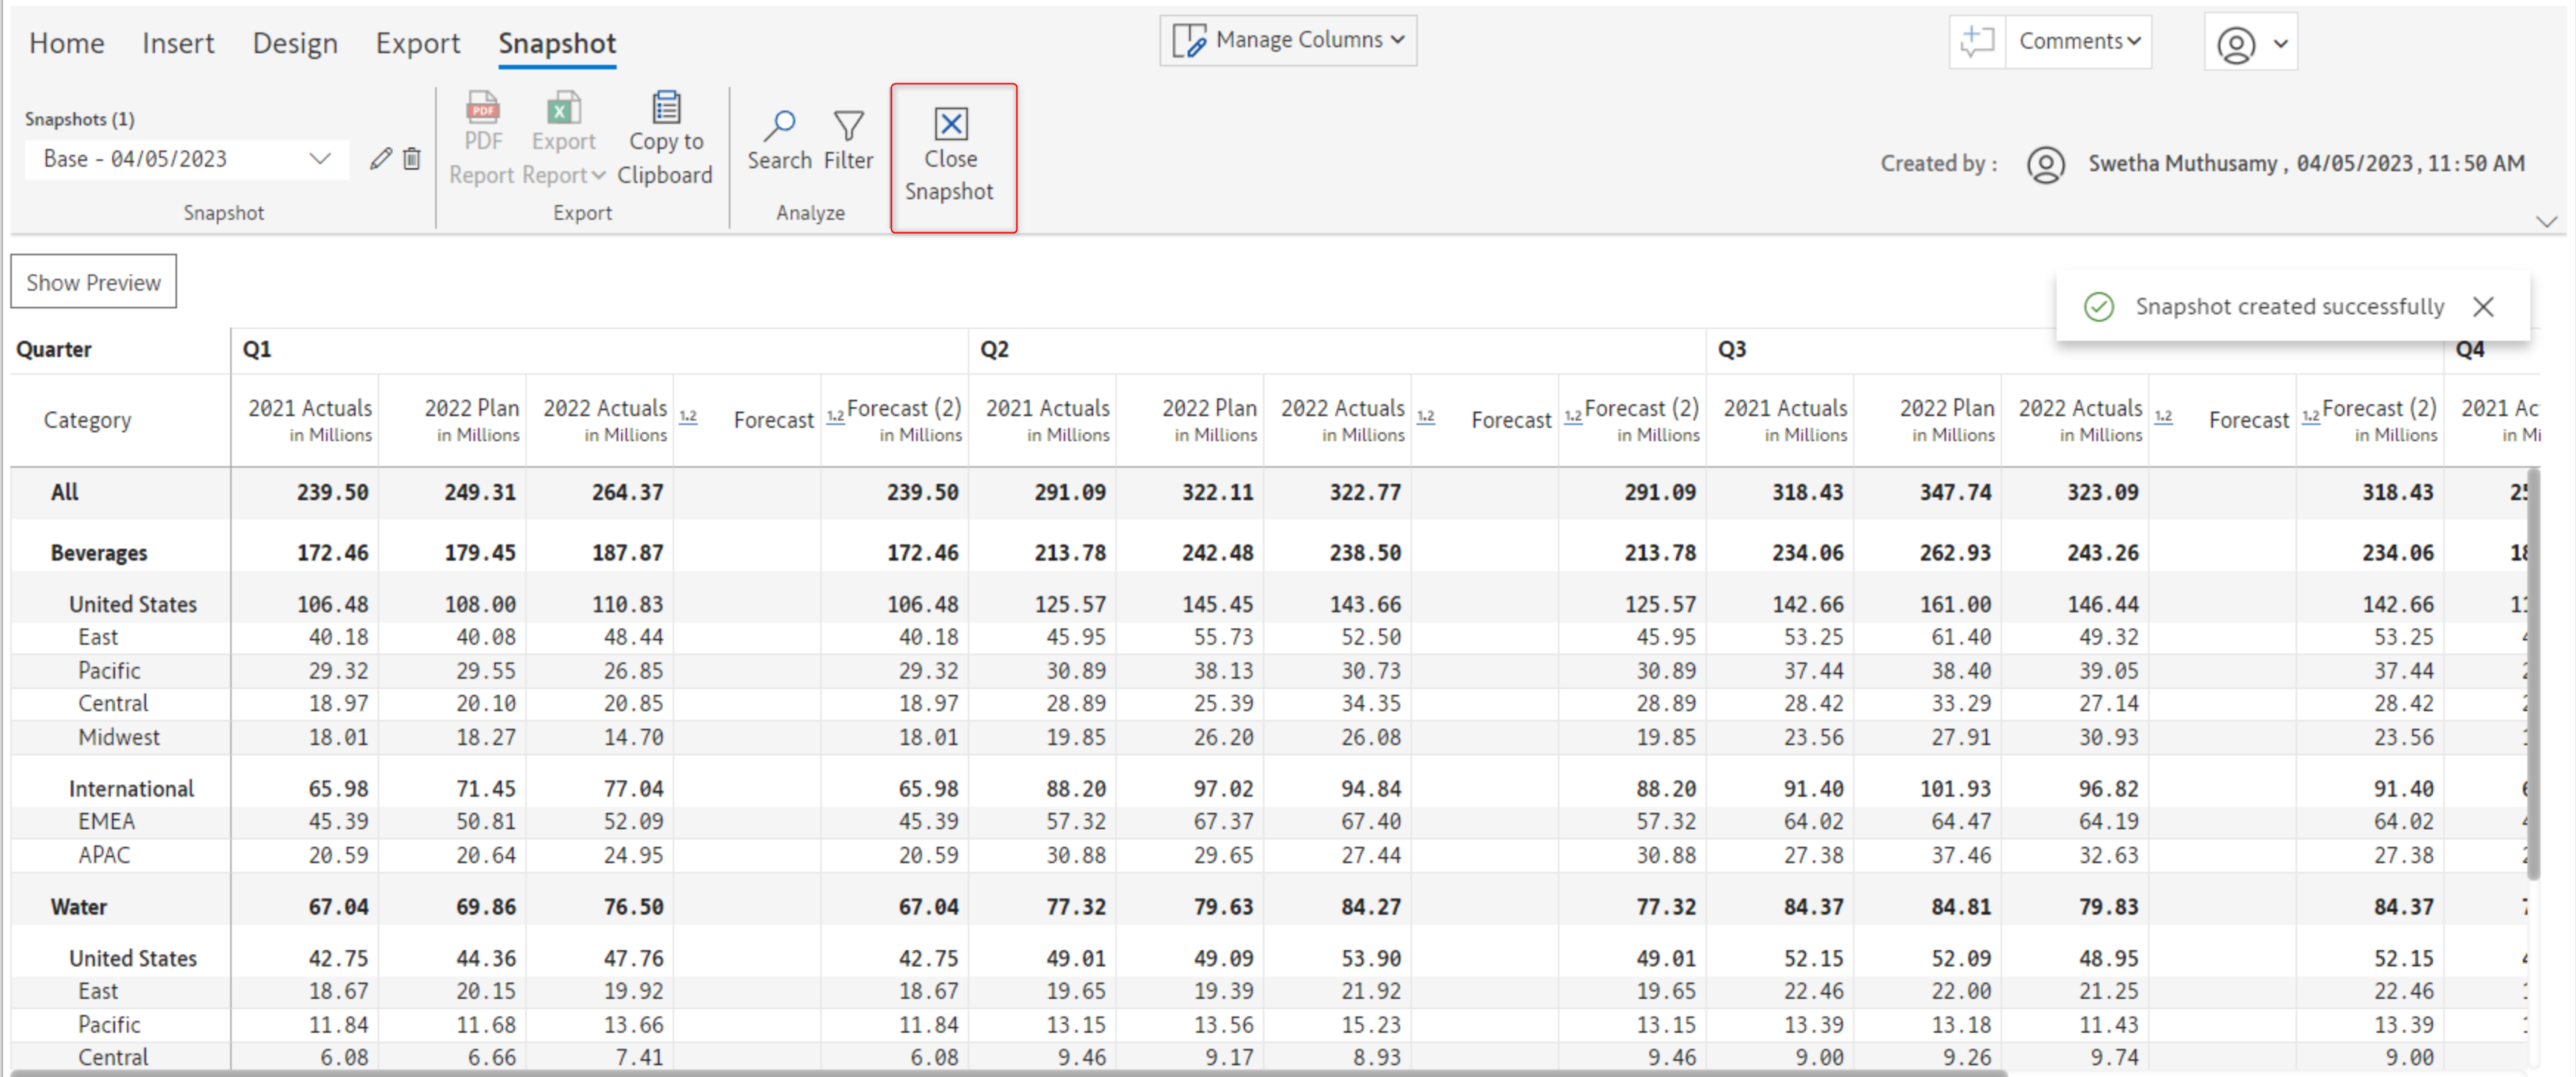 Home Insert Design Export Snapshot Manage Columns Comments
Snapshots (1)
Base - 04/05/2023
Snapshot
PDF
Report
Export
Report
Copy to
Clipboard
Export
Search Filter
Analyze
Close
Snapshot
Created by : Swetha Muthusamy , 04/05/2023, 11:50 AM
Show Preview
Snapshot created successfully
Quarter Q1 Q2 Q3 Q4
Category 2021 Actuals 2022 Plan 2022 Actuals 1.2 Forecast 1.2 Forecast (2) 2021 Actuals 2022 Plan 2022 Actuals 1.2 Forecast 1.2 Forecast (2) 2021 Actuals 2022 Plan 2022 Actuals 1.2 Forecast 1.2 Forecast (2) 2021 Ac
in Millions in Millions in Millions in Millions in Millions in Millions in Millions in Millions in Millions in Millions in Millions in Millions in Mi
All 239.50 249.31 264.37 239.50 291.09 322.11 322.77 291.09 318.43 347.74 323.09 318.43
Beverages 172.46 179.45 187.87 172.46 213.78 242.48 238.50 213.78 234.06 262.93 243.26 234.06
United States 106.48 108.00 110.83 106.48 125.57 145.45 143.66 125.57 142.66 161.00 146.44 142.66
East 40.18 40.08 48.44 40.18 45.95 55.73 52.50 45.95 53.25 61.40 49.32 53.25
Pacific 29.32 29.55 26.85 29.32 30.89 38.13 30.73 30.89 37.44 38.40 39.05 37.44
Central 18.97 20.10 20.85 18.97 28.89 25.39 34.35 28.89 28.42 33.29 27.14 28.42
Midwest 18.01 18.27 14.70 18.01 19.85 26.20 26.08 19.85 23.56 27.91 30.93 23.56
International 65.98 71.45 77.04 65.98 88.20 97.02 94.84 88.20 91.40 101.93 96.82 91.40
EMEA 45.39 50.81 52.09 45.39 57.32 67.37 67.40 57.32 64.02 64.47 64.19 64.02
APAC 20.59 20.64 24.95 20.59 30.88 29.65 27.44 30.88 27.38 37.46 32.63 27.38
Water 67.04 69.86 76.50 67.04 77.32 79.63 84.27 77.32 84.37 84.81 79.83 84.37
United States 42.75 44.36 47.76 42.75 49.01 49.09 53.90 49.01 52.15 52.09 48.95 52.15
East 18.67 20.15 19.92 18.67 19.65 19.39 21.92 19.65 22.46 22.00 21.25 22.46
Pacific 11.84 11.68 13.66 11.84 13.15 13.56 15.23 13.15 13.39 13.18 11.43 13.39
Central 6.08 6.66 7.41 6.08 9.46 9.17 8.93 9.46 9.00 9.26 9.74 9.00